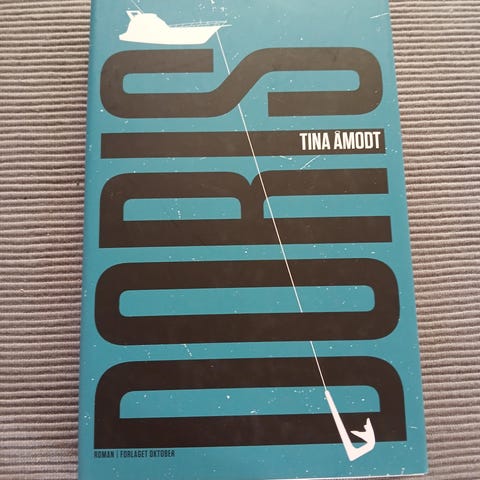 DORIS
TINA ÅMODT
ROMAN | FORLAGET OKTOBER